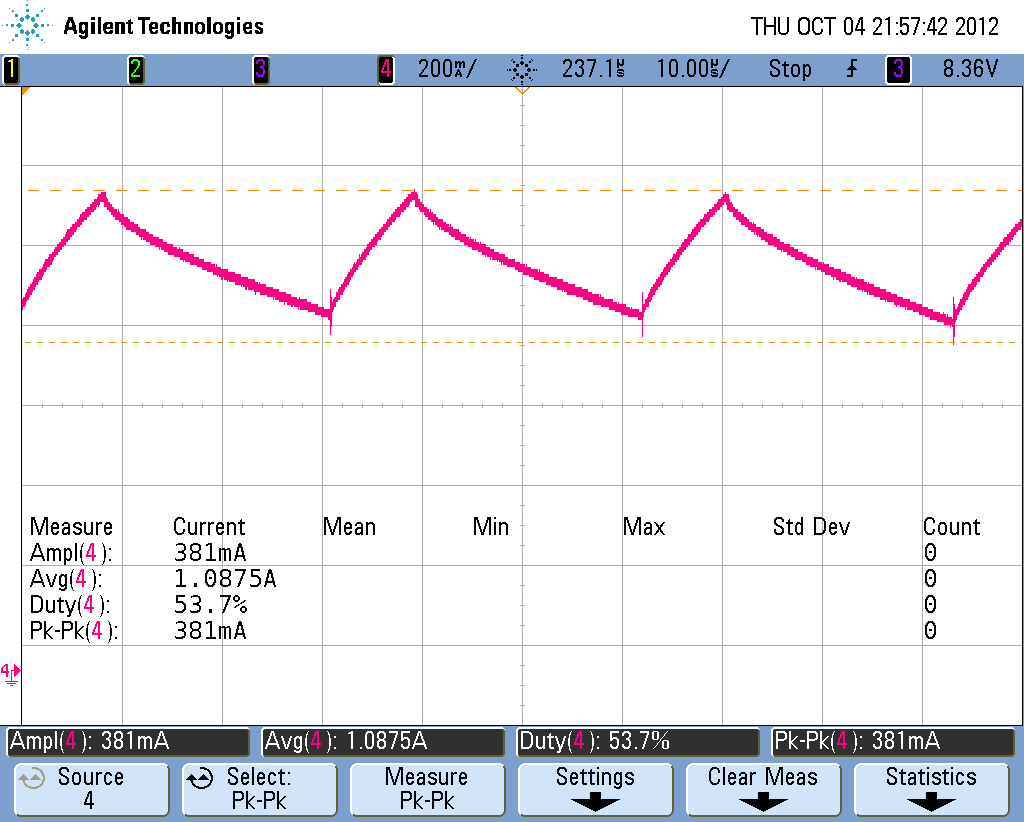 Agilent Technologies THU OCT 04 21:57:42 2012
1 2 3 4 200mA/ 237.1µs 10.00µs/ Stop 3 8.36V
Measure Current Mean Min Max Std Dev Count
Ampl(4): 381mA 0
Avg(4): 1.0875A 0
Duty(4): 53.7% 0
Pk-Pk(4): 381mA 0
4
Ampl(4): 381mA Avg(4): 1.0875A Duty(4): 53.7% Pk-Pk(4): 381mA
Source Select: Measure Settings Clear Meas Statistics
4 Pk-Pk Pk-Pk